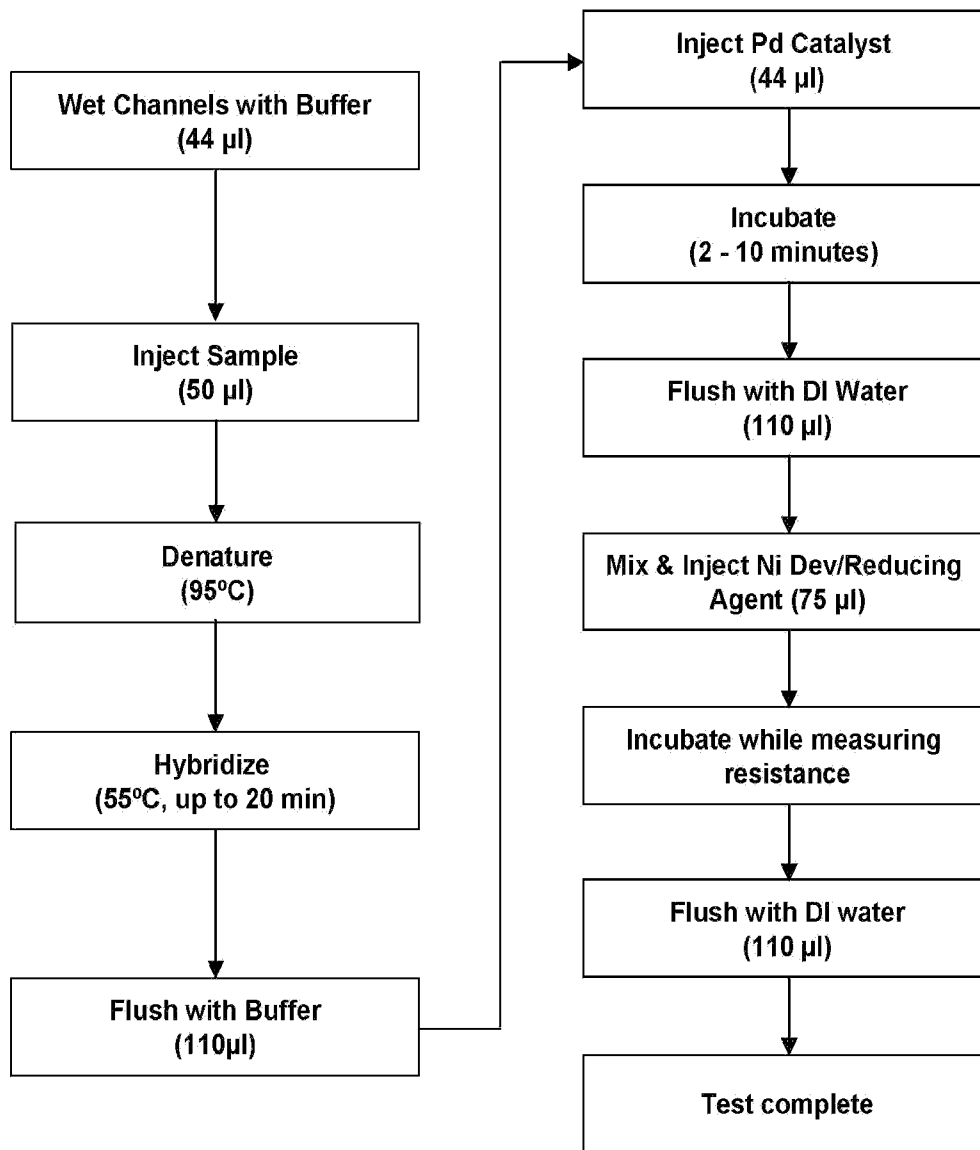 Wet Channels with Buffer
(44 µl)
Inject Sample
(50 µl)
Denature
(95ºC)
Hybridize
(55ºC, up to 20 min)
Flush with Buffer
(110µl)
Inject Pd Catalyst
(44 µl)
Incubate
(2 - 10 minutes)
Flush with DI Water
(110 µl)
Mix & Inject Ni Dev/Reducing
Agent (75 µl)
Incubate while measuring
resistance
Flush with DI water
(110 µl)
Test complete